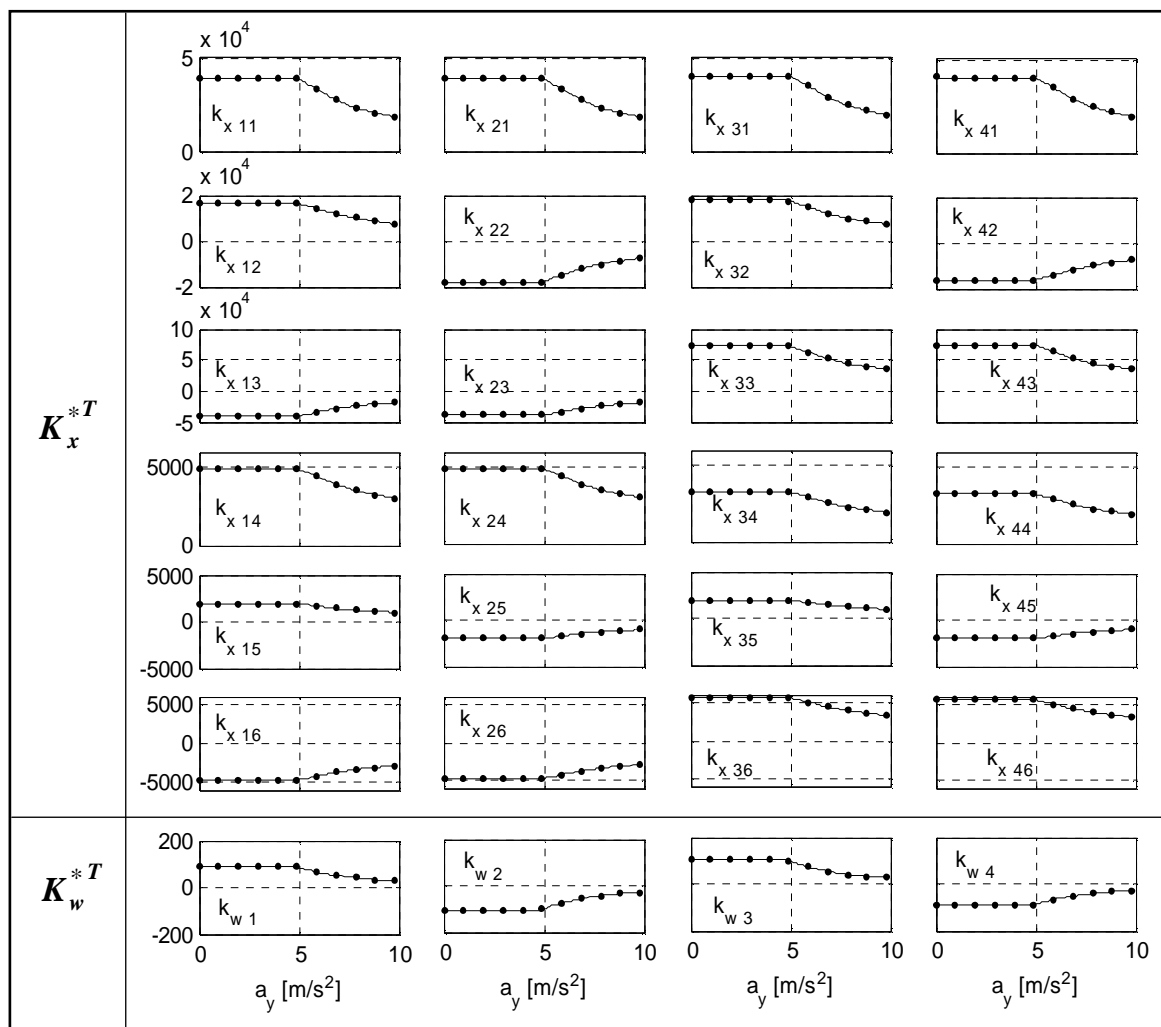 x 10^4
5
0
k_x 11
k_x 21
k_x 31
k_x 41
x 10^4
2
0
-2
k_x 12
k_x 22
k_x 32
k_x 42
x 10^4
10
5
0
-5
k_x 13
k_x 23
k_x 33
k_x 43
K_x^*T
5000
0
k_x 14
k_x 24
k_x 34
k_x 44
5000
0
-5000
k_x 15
k_x 25
k_x 35
k_x 45
5000
0
-5000
k_x 16
k_x 26
k_x 36
k_x 46
K_w^*T
200
0
-200
k_w 1
k_w 2
k_w 3
k_w 4
0 5 10 0 5 10 0 5 10 0 5 10
a_y [m/s^2] a_y [m/s^2] a_y [m/s^2] a_y [m/s^2]